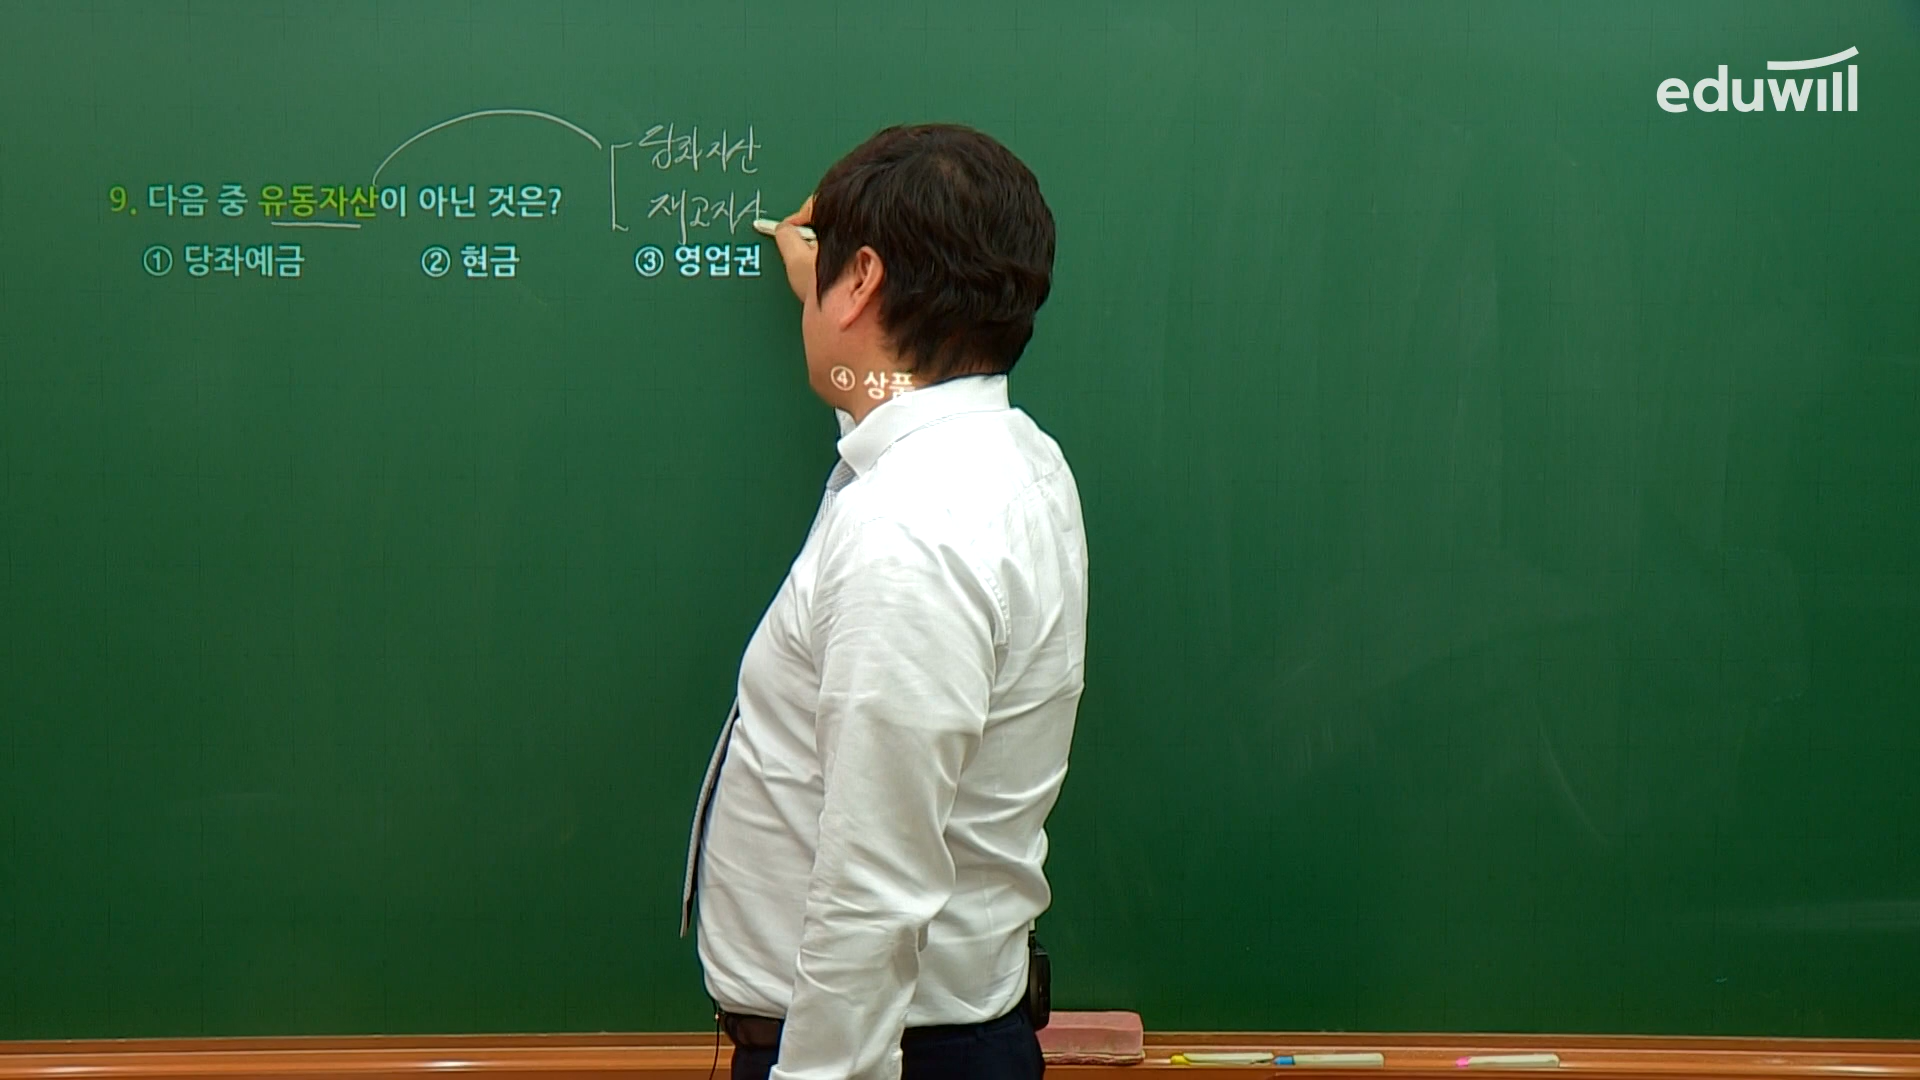 eduwill
당좌자산
재고자산
9. 다음 중 유동자산이 아닌 것은?
① 당좌예금 ② 현금 ③ 영업권
④ 상품